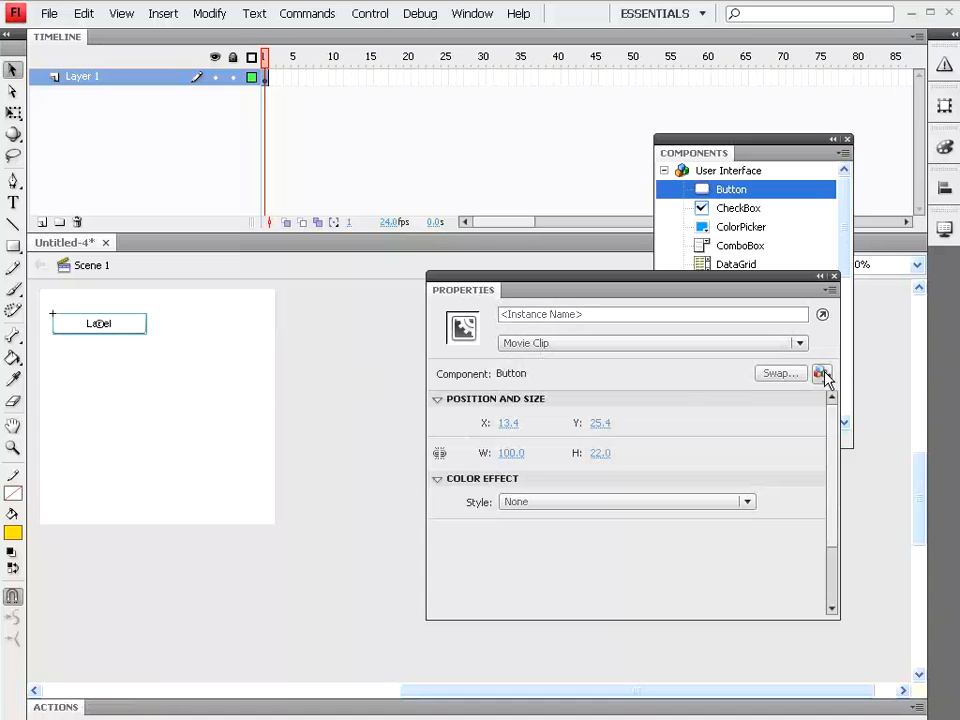 Fl File Edit View Insert Modify Text Commands Control Debug Window Help ESSENTIALS
TIMELINE
1 5 10 15 20 25 30 35 40 45 50 55 60 65 70 75 80 85
Layer 1
COMPONENTS
User Interface
Button
CheckBox
ColorPicker
ComboBox
DataGrid
1 24.0fps 0.0s
Untitled-4*
Scene 1
0%
Label
PROPERTIES
<Instance Name>
Movie Clip
Component: Button Swap...
POSITION AND SIZE
X: 13.4 Y: 25.4
W: 100.0 H: 22.0
COLOR EFFECT
Style: None
ACTIONS